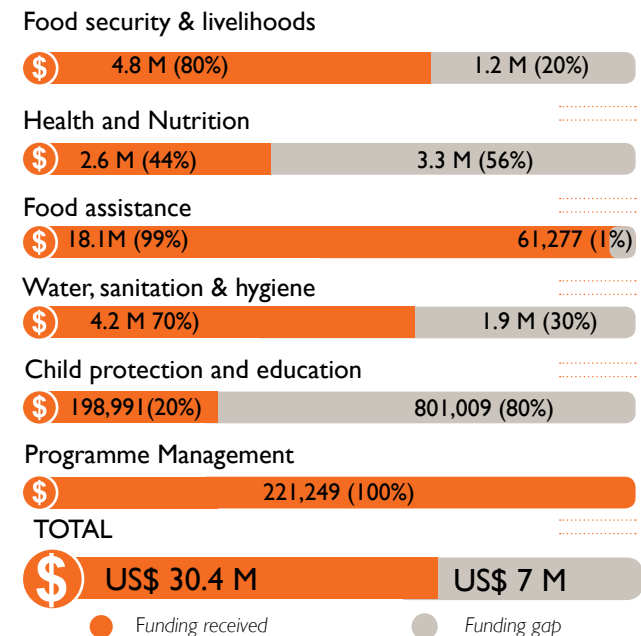 Food security & livelihoods
$ 4.8 M (80%) 1.2 M (20%)
Health and Nutrition
$ 2.6 M (44%) 3.3 M (56%)
Food assistance
$ 18.1M (99%) 61,277 (1%)
Water, sanitation & hygiene
$ 4.2 M 70%) 1.9 M (30%)
Child protection and education
$ 198,991(20%) 801,009 (80%)
Programme Management
$ 221,249 (100%)
TOTAL
$ US$ 30.4 M US$ 7 M
Funding received Funding gap